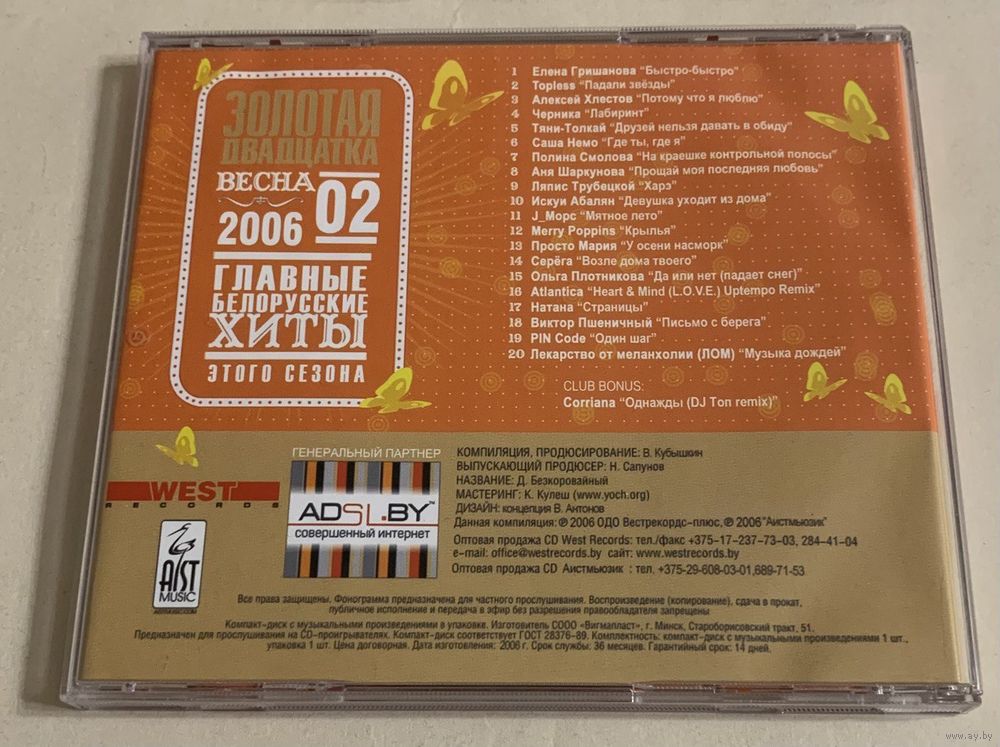 ЗОЛОТАЯ
ДВАДЦАТКА
ВЕСНА
2006
02
ГЛАВНЫЕ
БЕЛОРУССКИЕ
ХИТЫ
ЭТОГО СЕЗОНА
1 Елена Гришанова "Быстро-быстро"
2 Topless "Падали звёзды"
3 Алексей Хлестов "Потому что я люблю"
4 Черника "Лабиринт"
5 Тяни-Толкай "Друзей нельзя давать в обиду"
6 Саша Немо "Где ты, где я"
7 Полина Смолова "На краешке контрольной полосы"
8 Аня Шаркунова "Прощай моя последняя любовь"
9 Ляпис Трубецкой "Харэ"
10 Искуи Абалян "Девушка уходит из дома"
11 J_Морс "Мятное лето"
12 Merry Poppins "Крылья"
13 Просто Мария "У осени насморк"
14 Серёга "Возле дома твоего"
15 Ольга Плотникова "Да или нет (падает снег)"
16 Atlantica "Heart & Mind (L.O.V.E.) Uptempo Remix"
17 Натана "Страницы"
18 Виктор Пшеничный "Письмо с берега"
19 PIN Code "Один шаг"
20 Лекарство от меланхолии (ЛОМ) "Музыка дождей"
CLUB BONUS:
Corriana "Однажды (DJ Топ remix)"
WEST
RECORDS
AIST
MUSIC
AISTMUSIC.COM
ГЕНЕРАЛЬНЫЙ ПАРТНЕР
ADSL.BY™
совершенный интернет
КОМПИЛЯЦИЯ, ПРОДЮСИРОВАНИЕ: В. Кубышкин
ВЫПУСКАЮЩИЙ ПРОДЮСЕР: Н. Сапунов
НАЗВАНИЕ: Д. Безкоровайный
МАСТЕРИНГ: К. Кулеш (www.yoch.org)
ДИЗАЙН: концепция В. Антонов
Данная компиляция: ℗ 2006 ОДО Вестрекордс-плюс, ℗ 2006 "Аистмьюзик"
Оптовая продажа CD West Records: тел./факс +375-17-237-73-03, 284-41-04
e-mail: office@westrecords.by сайт: www.westrecords.by
Оптовая продажа CD Аистмьюзик : тел. +375-29-608-03-01,689-71-53
Все права защищены. Фонограмма предназначена для частного прослушивания. Воспроизведение (копирование), сдача в прокат,
публичное исполнение и передача в эфир без разрешения правообладателя запрещены
Компакт-диск с музыкальными произведениями в упаковке. Изготовитель СООО «Вигмапласт», г. Минск, Староборисовский тракт, 51.
Предназначен для прослушивания на CD-проигрывателях. Компакт-диск соответствует ГОСТ 28376-89. Комплектность: компакт-диск с музыкальными произведениями 1 шт.,
упаковка 1 шт. Цена договорная. Дата изготовления: 2006 г. Срок службы: 36 месяцев. Гарантийный срок: 14 дней.
www.ay.by